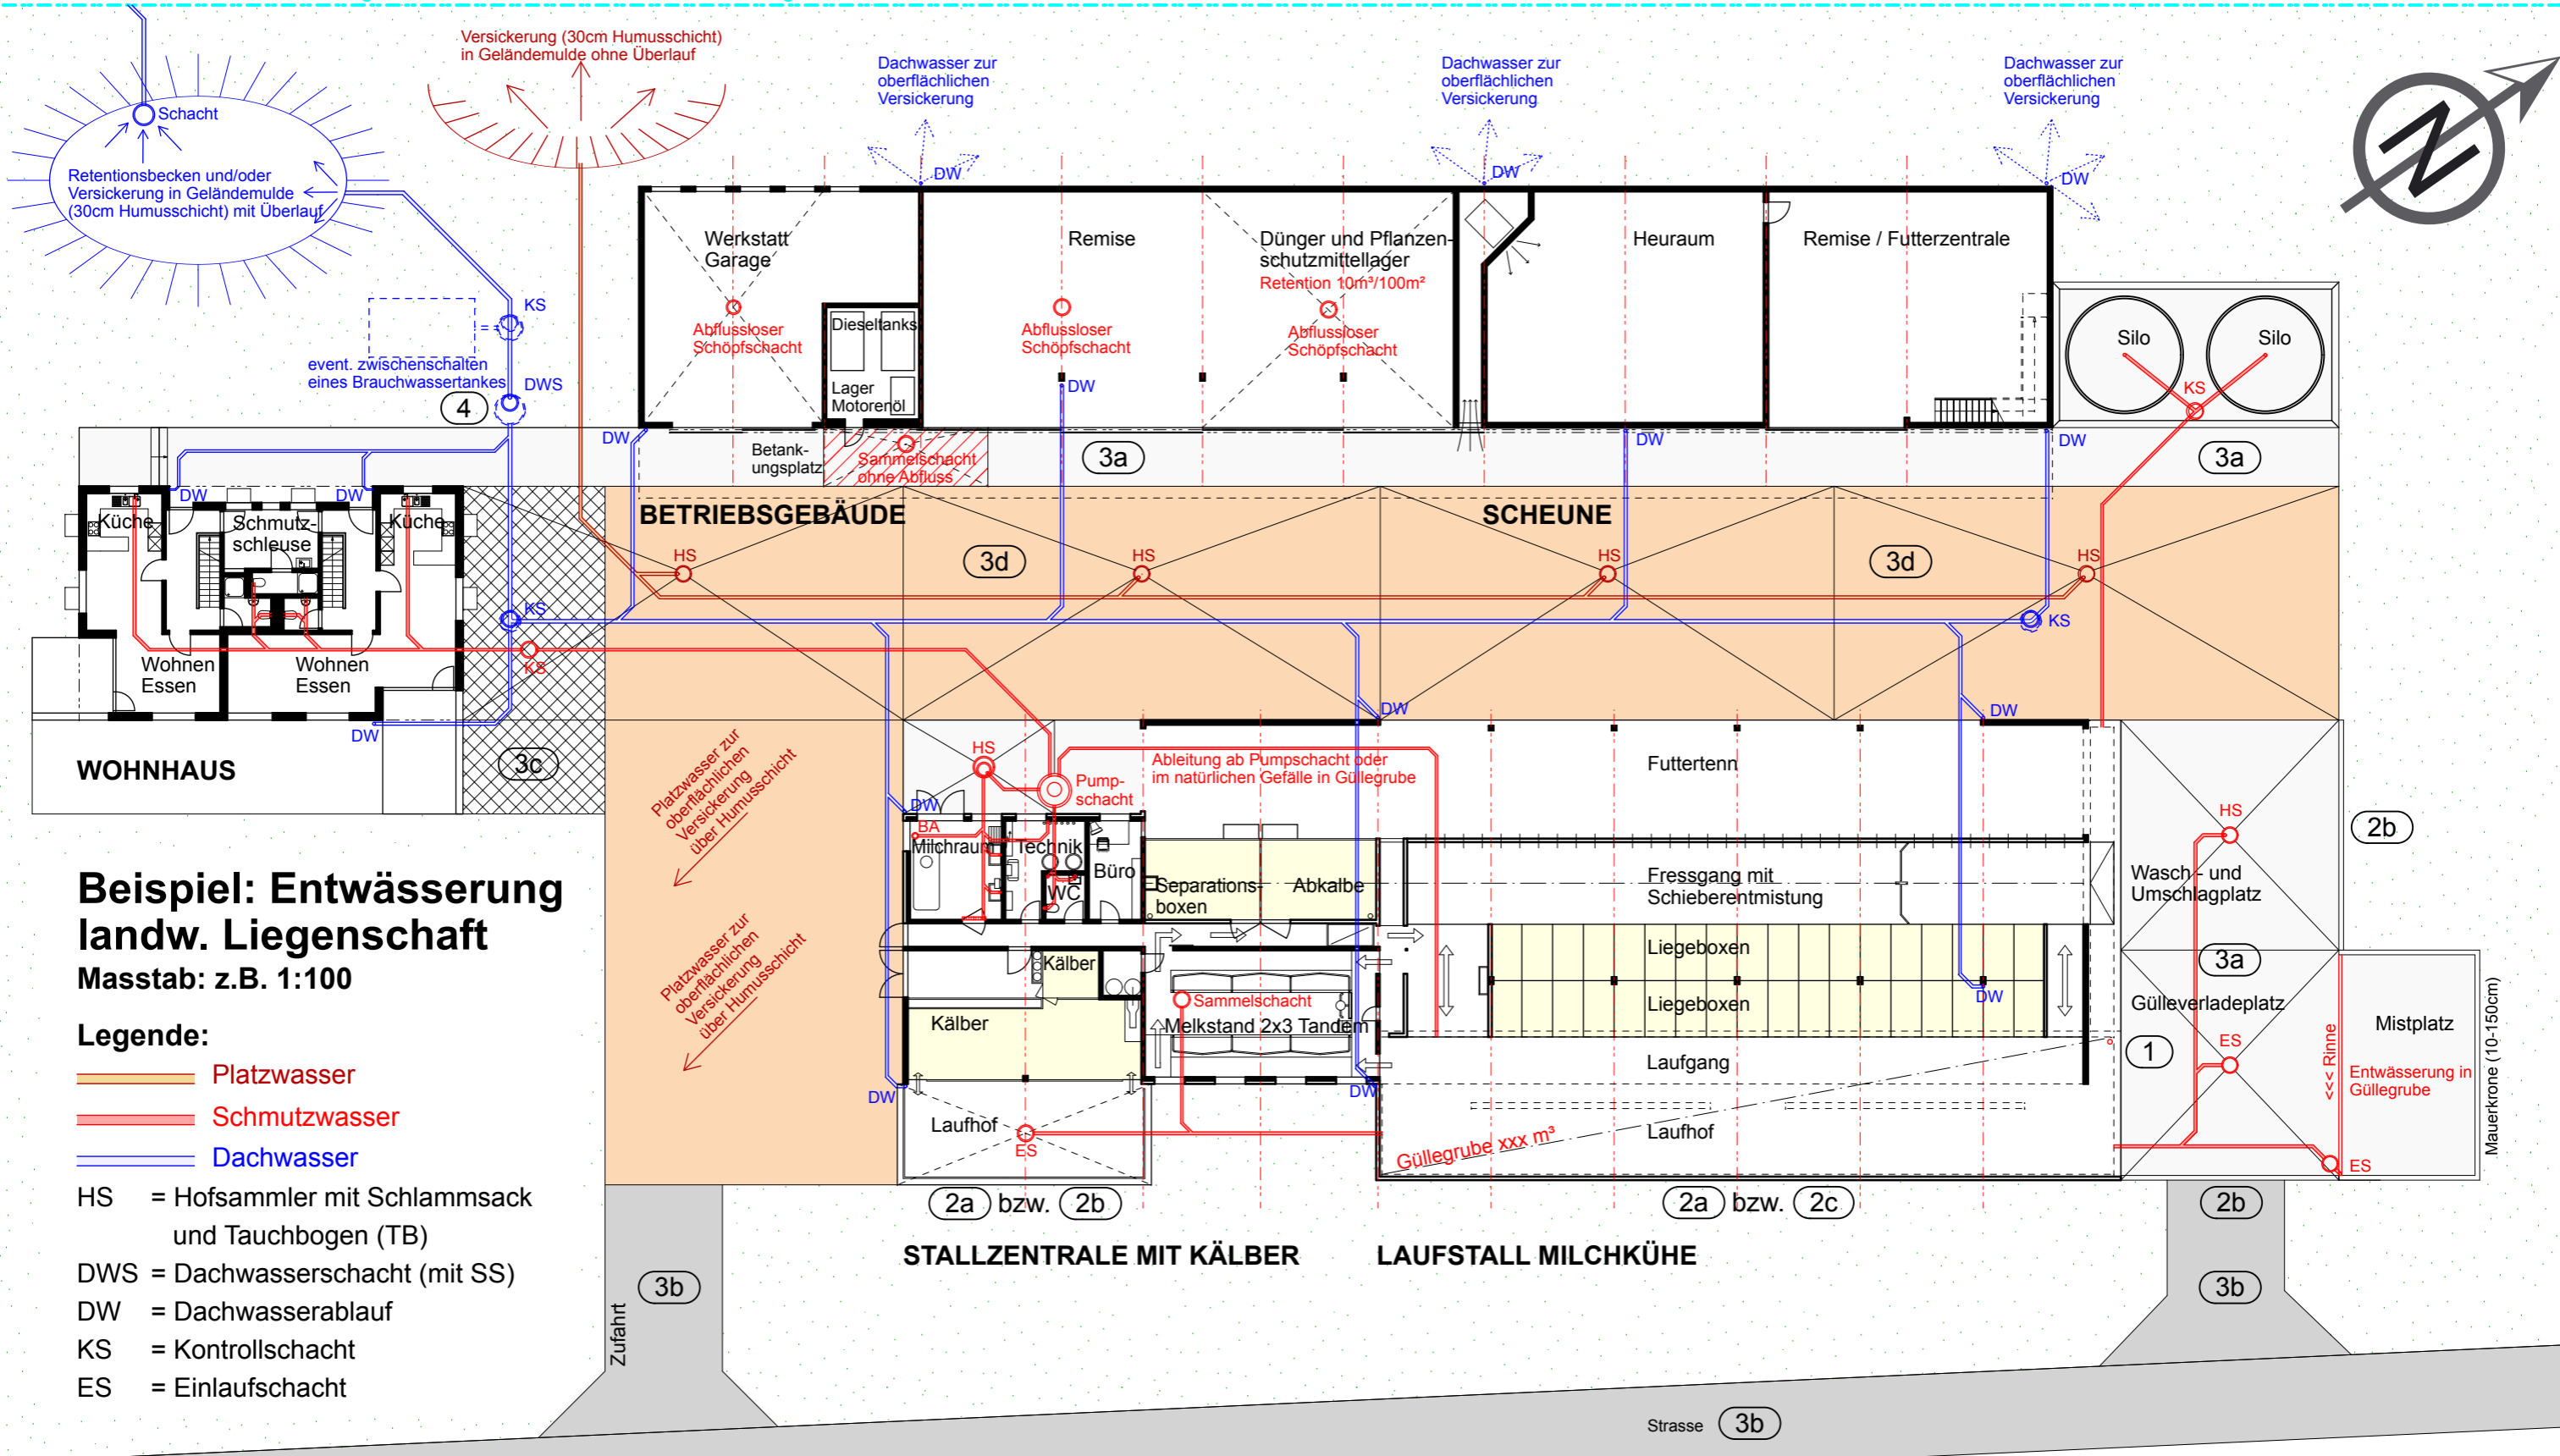 Versickerung (30cm Humusschicht)
in Geländemulde ohne Überlauf
Dachwasser zur
oberflächlichen
Versickerung
Dachwasser zur
oberflächlichen
Versickerung
Dachwasser zur
oberflächlichen
Versickerung
N
Schacht
Retentionsbecken und/oder
Versickerung in Geländemulde
(30cm Humusschicht) mit Überlauf
DW
DW
DW
Werkstatt
Garage
Remise
Dünger und Pflanzen-
schutzmittellager
Retention 10m³/100m²
Heuraum
Remise / Futterzentrale
KS
Abflussloser
Schöpfschacht
Dieseltanks
Abflussloser
Schöpfschacht
Abflussloser
Schöpfschacht
Silo
Silo
event. zwischenschalten
eines Brauchwassertankes
DWS
4
Lager
Motorenöl
DW
KS
DW
Betank-
ungsplatz
Sammelschacht
ohne Abfluss
3a
DW
DW
3a
DW
DW
Küche
Schmutz-
schleuse
Küche
BETRIEBSGEBÄUDE
SCHEUNE
HS
3d
HS
HS
3d
HS
KS
KS
KS
Wohnen
Essen
Wohnen
Essen
DW
DW
DW
WOHNHAUS
3c
Platzwasser zur
oberflächlichen
Versickerung
über Humusschicht
HS
Pump-
schacht
Ableitung ab Pumpschacht oder
im natürlichen Gefälle in Güllegrube
Futtertenn
DW
BA
Milchraum
Technik
WC
Büro
Separations-
boxen
Abkalbe
Fressgang mit
Schieberentmistung
HS
Wasch - und
Umschlagplatz
2b
Beispiel: Entwässerung
landw. Liegenschaft
Masstab: z.B. 1:100
Platzwasser zur
oberflächlichen
Versickerung
über Humusschicht
Kälber
Kälber
Sammelschacht
Melkstand 2x3 Tandem
Liegeboxen
Liegeboxen
DW
3a
Gülleverladeplatz
ES
1
<<< Rinne
Mistplatz
Entwässerung in
Güllegrube
Mauerkrone (10-150cm)
Laufgang
DW
DW
Laufhof
ES
Güllegrube xxx m³
Laufhof
ES
Legende:
Platzwasser
Schmutzwasser
Dachwasser
HS = Hofsammler mit Schlammsack
und Tauchbogen (TB)
DWS = Dachwasserschacht (mit SS)
DW = Dachwasserablauf
KS = Kontrollschacht
ES = Einlaufschacht
2a bzw. 2b
2a bzw. 2c
2b
STALLZENTRALE MIT KÄLBER
LAUFSTALL MILCHKÜHE
Zufahrt
3b
3b
Strasse 3b